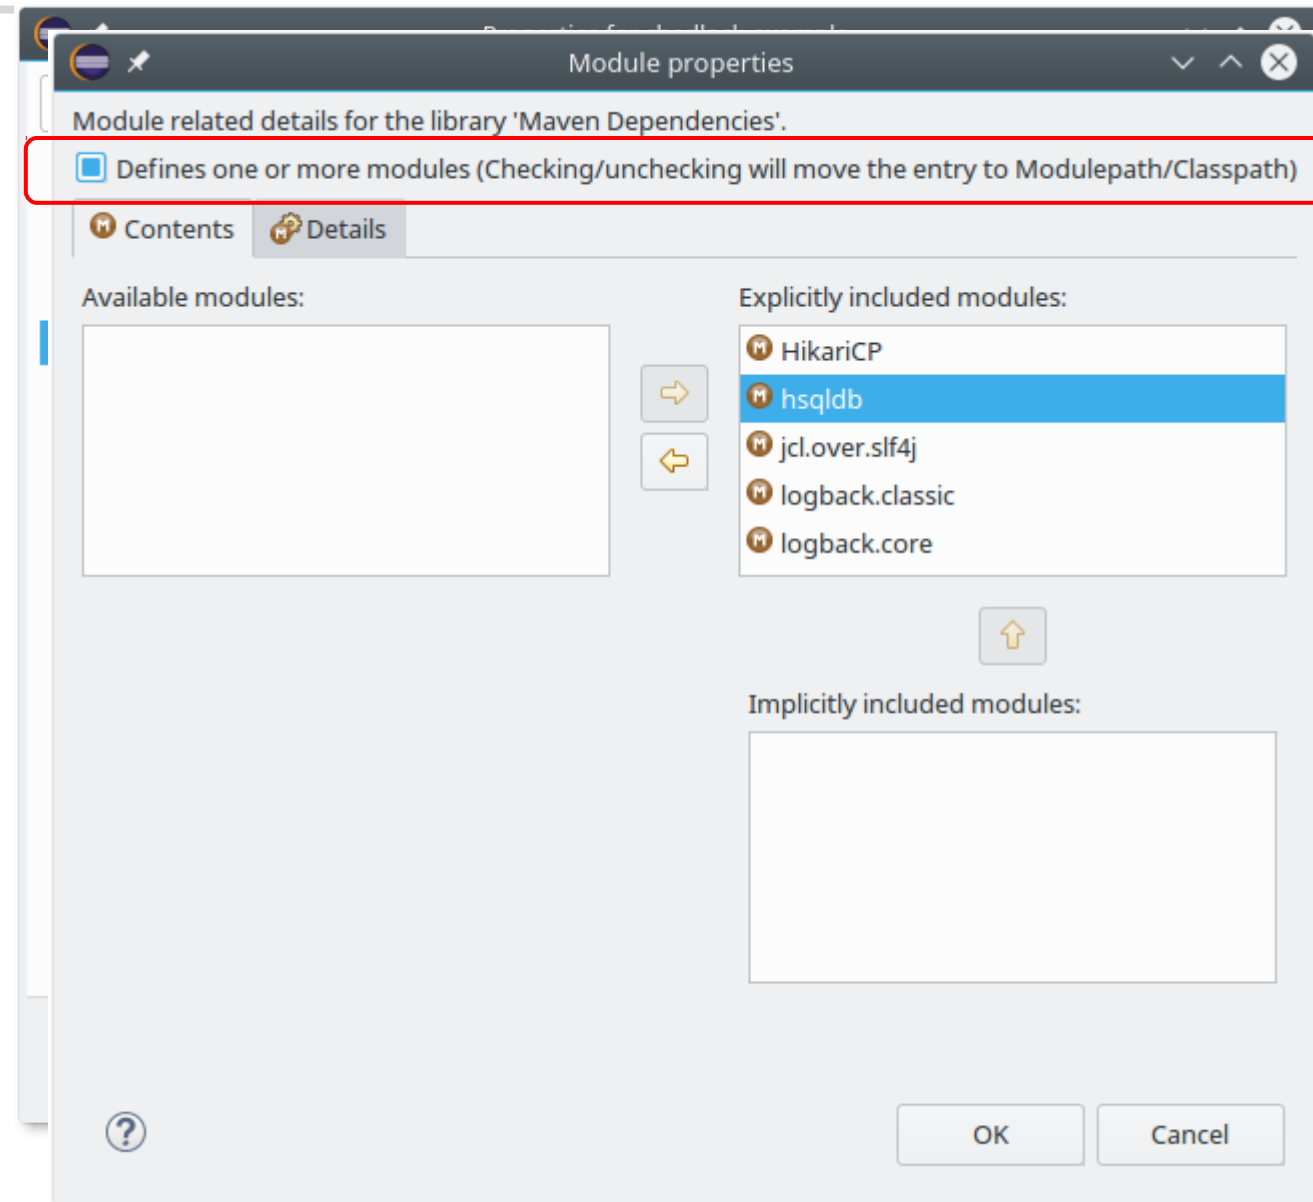 Module properties
Module related details for the library 'Maven Dependencies'.
Defines one or more modules (Checking/unchecking will move the entry to Modulepath/Classpath)
Contents
Details
Available modules:
Explicitly included modules:
HikariCP
hsqldb
jcl.over.slf4j
logback.classic
logback.core
Implicitly included modules:
OK
Cancel